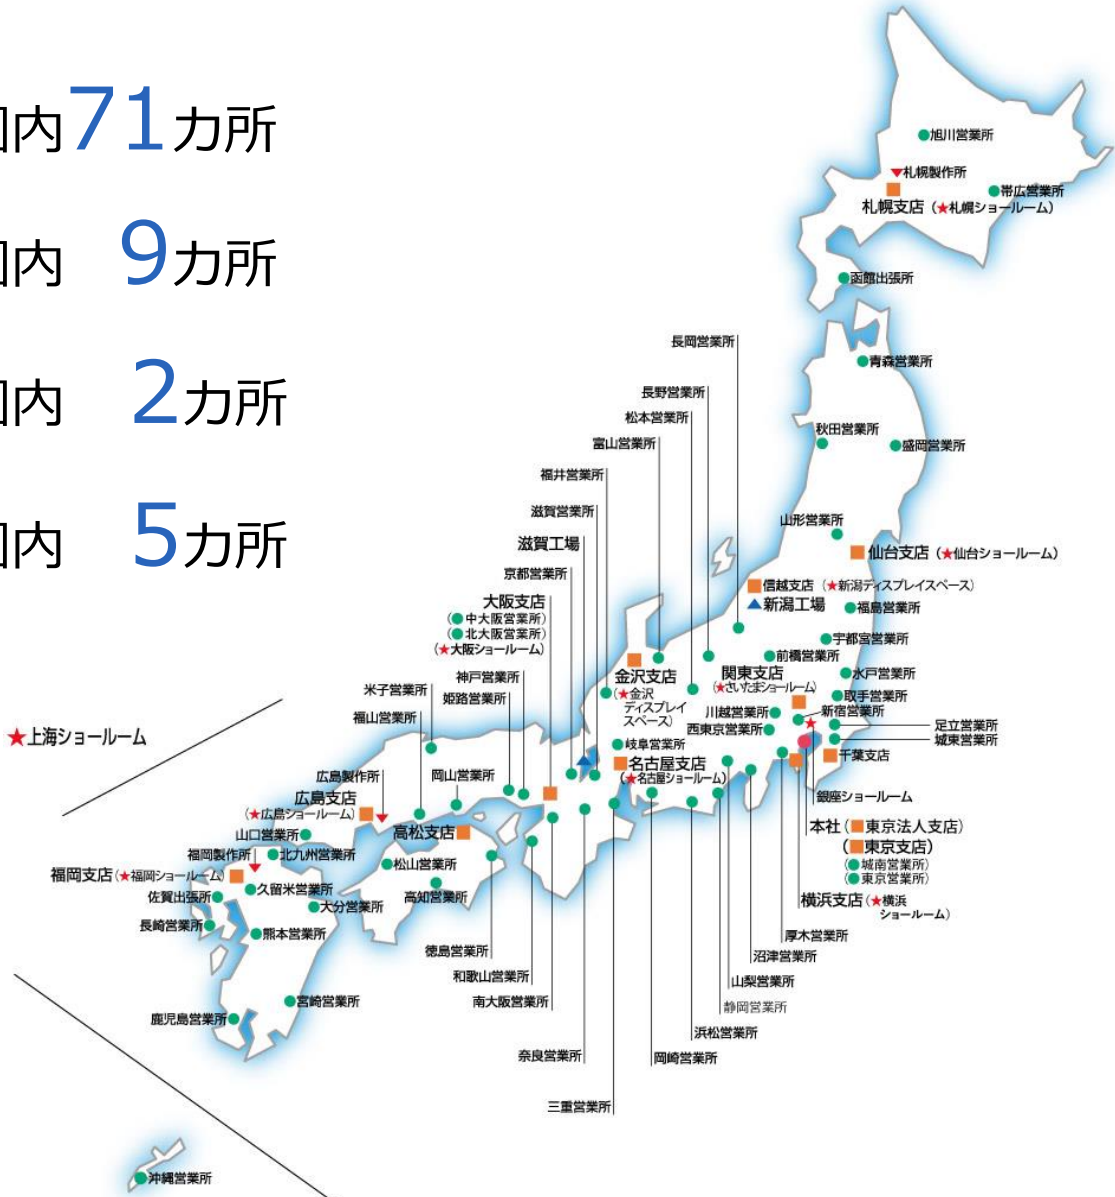 国内71カ所
国内 9カ所
国内 2カ所
国内 5カ所
旭川営業所
札幌製作所
帯広営業所
札幌支店（★札幌ショールーム）
函館出張所
長岡営業所
青森営業所
長野営業所
松本営業所
秋田営業所
富山営業所
盛岡営業所
福井営業所
滋賀営業所
山形営業所
滋賀工場
仙台支店（★仙台ショールーム）
京都営業所
信越支店（★新潟ディスプレイスペース）
大阪支店
新潟工場
福島営業所
（●中大阪営業所）
（●北大阪営業所）
（★大阪ショールーム）
宇都宮営業所
前橋営業所
神戸営業所
金沢支店
（★金沢
ディスプレイ
スペース）
関東支店
（★さいたまショールーム）
水戸営業所
米子営業所
姫路営業所
取手営業所
福山営業所
川越営業所
新宿営業所
西東京営業所
足立営業所
★上海ショールーム
城東営業所
岐阜営業所
千葉支店
名古屋支店
（★名古屋ショールーム）
広島製作所
岡山営業所
広島支店
（★広島ショールーム）
銀座ショールーム
本社（■東京法人支店）
（■東京支店）
（●城南営業所）
（●東京営業所）
高松支店
山口営業所
福岡製作所
北九州営業所
松山営業所
福岡支店（★福岡ショールーム）
久留米営業所
佐賀出張所
高知営業所
横浜支店（★横浜
ショールーム）
大分営業所
長崎営業所
熊本営業所
厚木営業所
徳島営業所
沼津営業所
和歌山営業所
山梨営業所
南大阪営業所
宮崎営業所
静岡営業所
鹿児島営業所
浜松営業所
奈良営業所
岡崎営業所
三重営業所
沖縄営業所